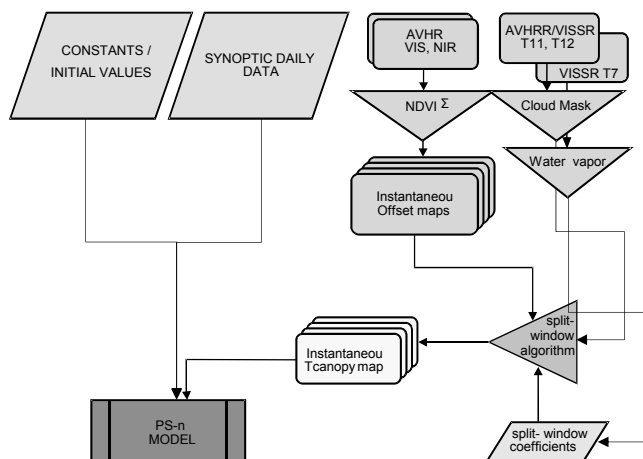 CONSTANTS /
INITIAL VALUES
SYNOPTIC DAILY
DATA
AVHR
VIS, NIR
AVHRR/VISSR
T11, T12
VISSR T7
NDVI Σ
Cloud Mask
Water vapor
Instantaneou
Offset maps
split-
window
algorithm
Instantaneou
Tcanopy map
PS-n
MODEL
split- window
coefficients